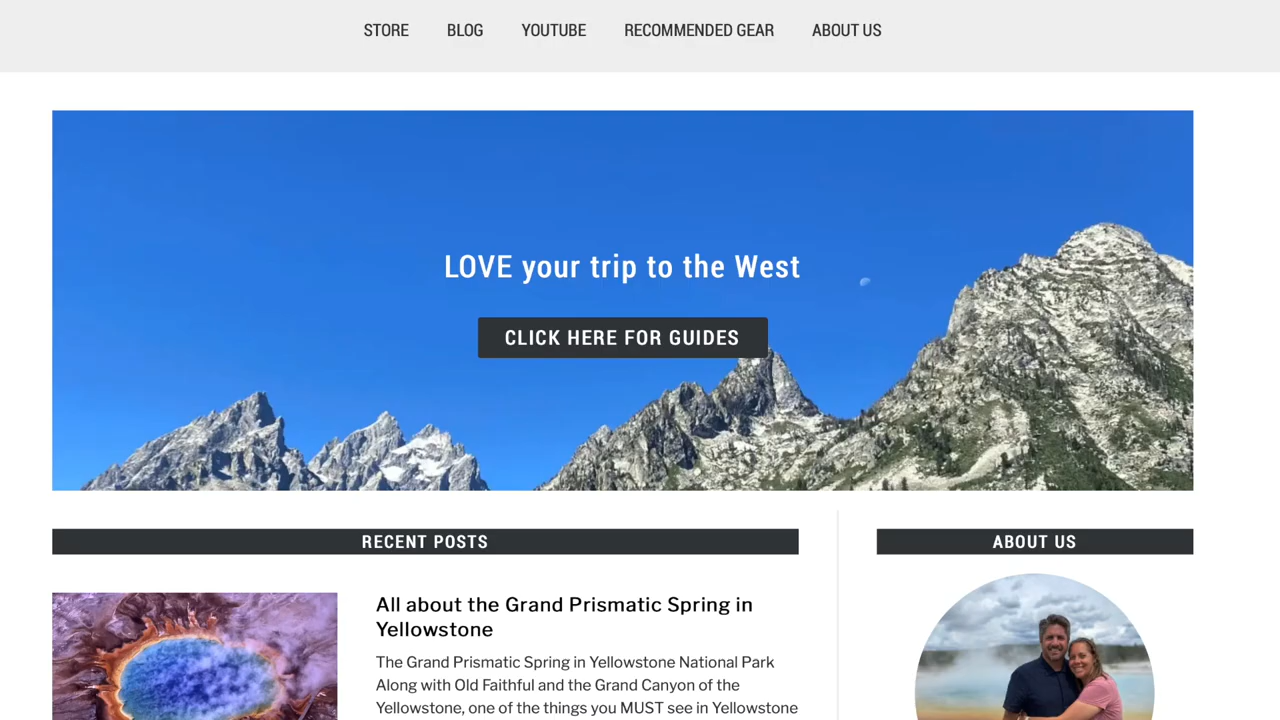 STORE BLOG YOUTUBE RECOMMENDED GEAR ABOUT US
LOVE your trip to the West
CLICK HERE FOR GUIDES
RECENT POSTS
All about the Grand Prismatic Spring in
Yellowstone
The Grand Prismatic Spring in Yellowstone National Park
Along with Old Faithful and the Grand Canyon of the
Yellowstone, one of the things you MUST see in Yellowstone
ABOUT US